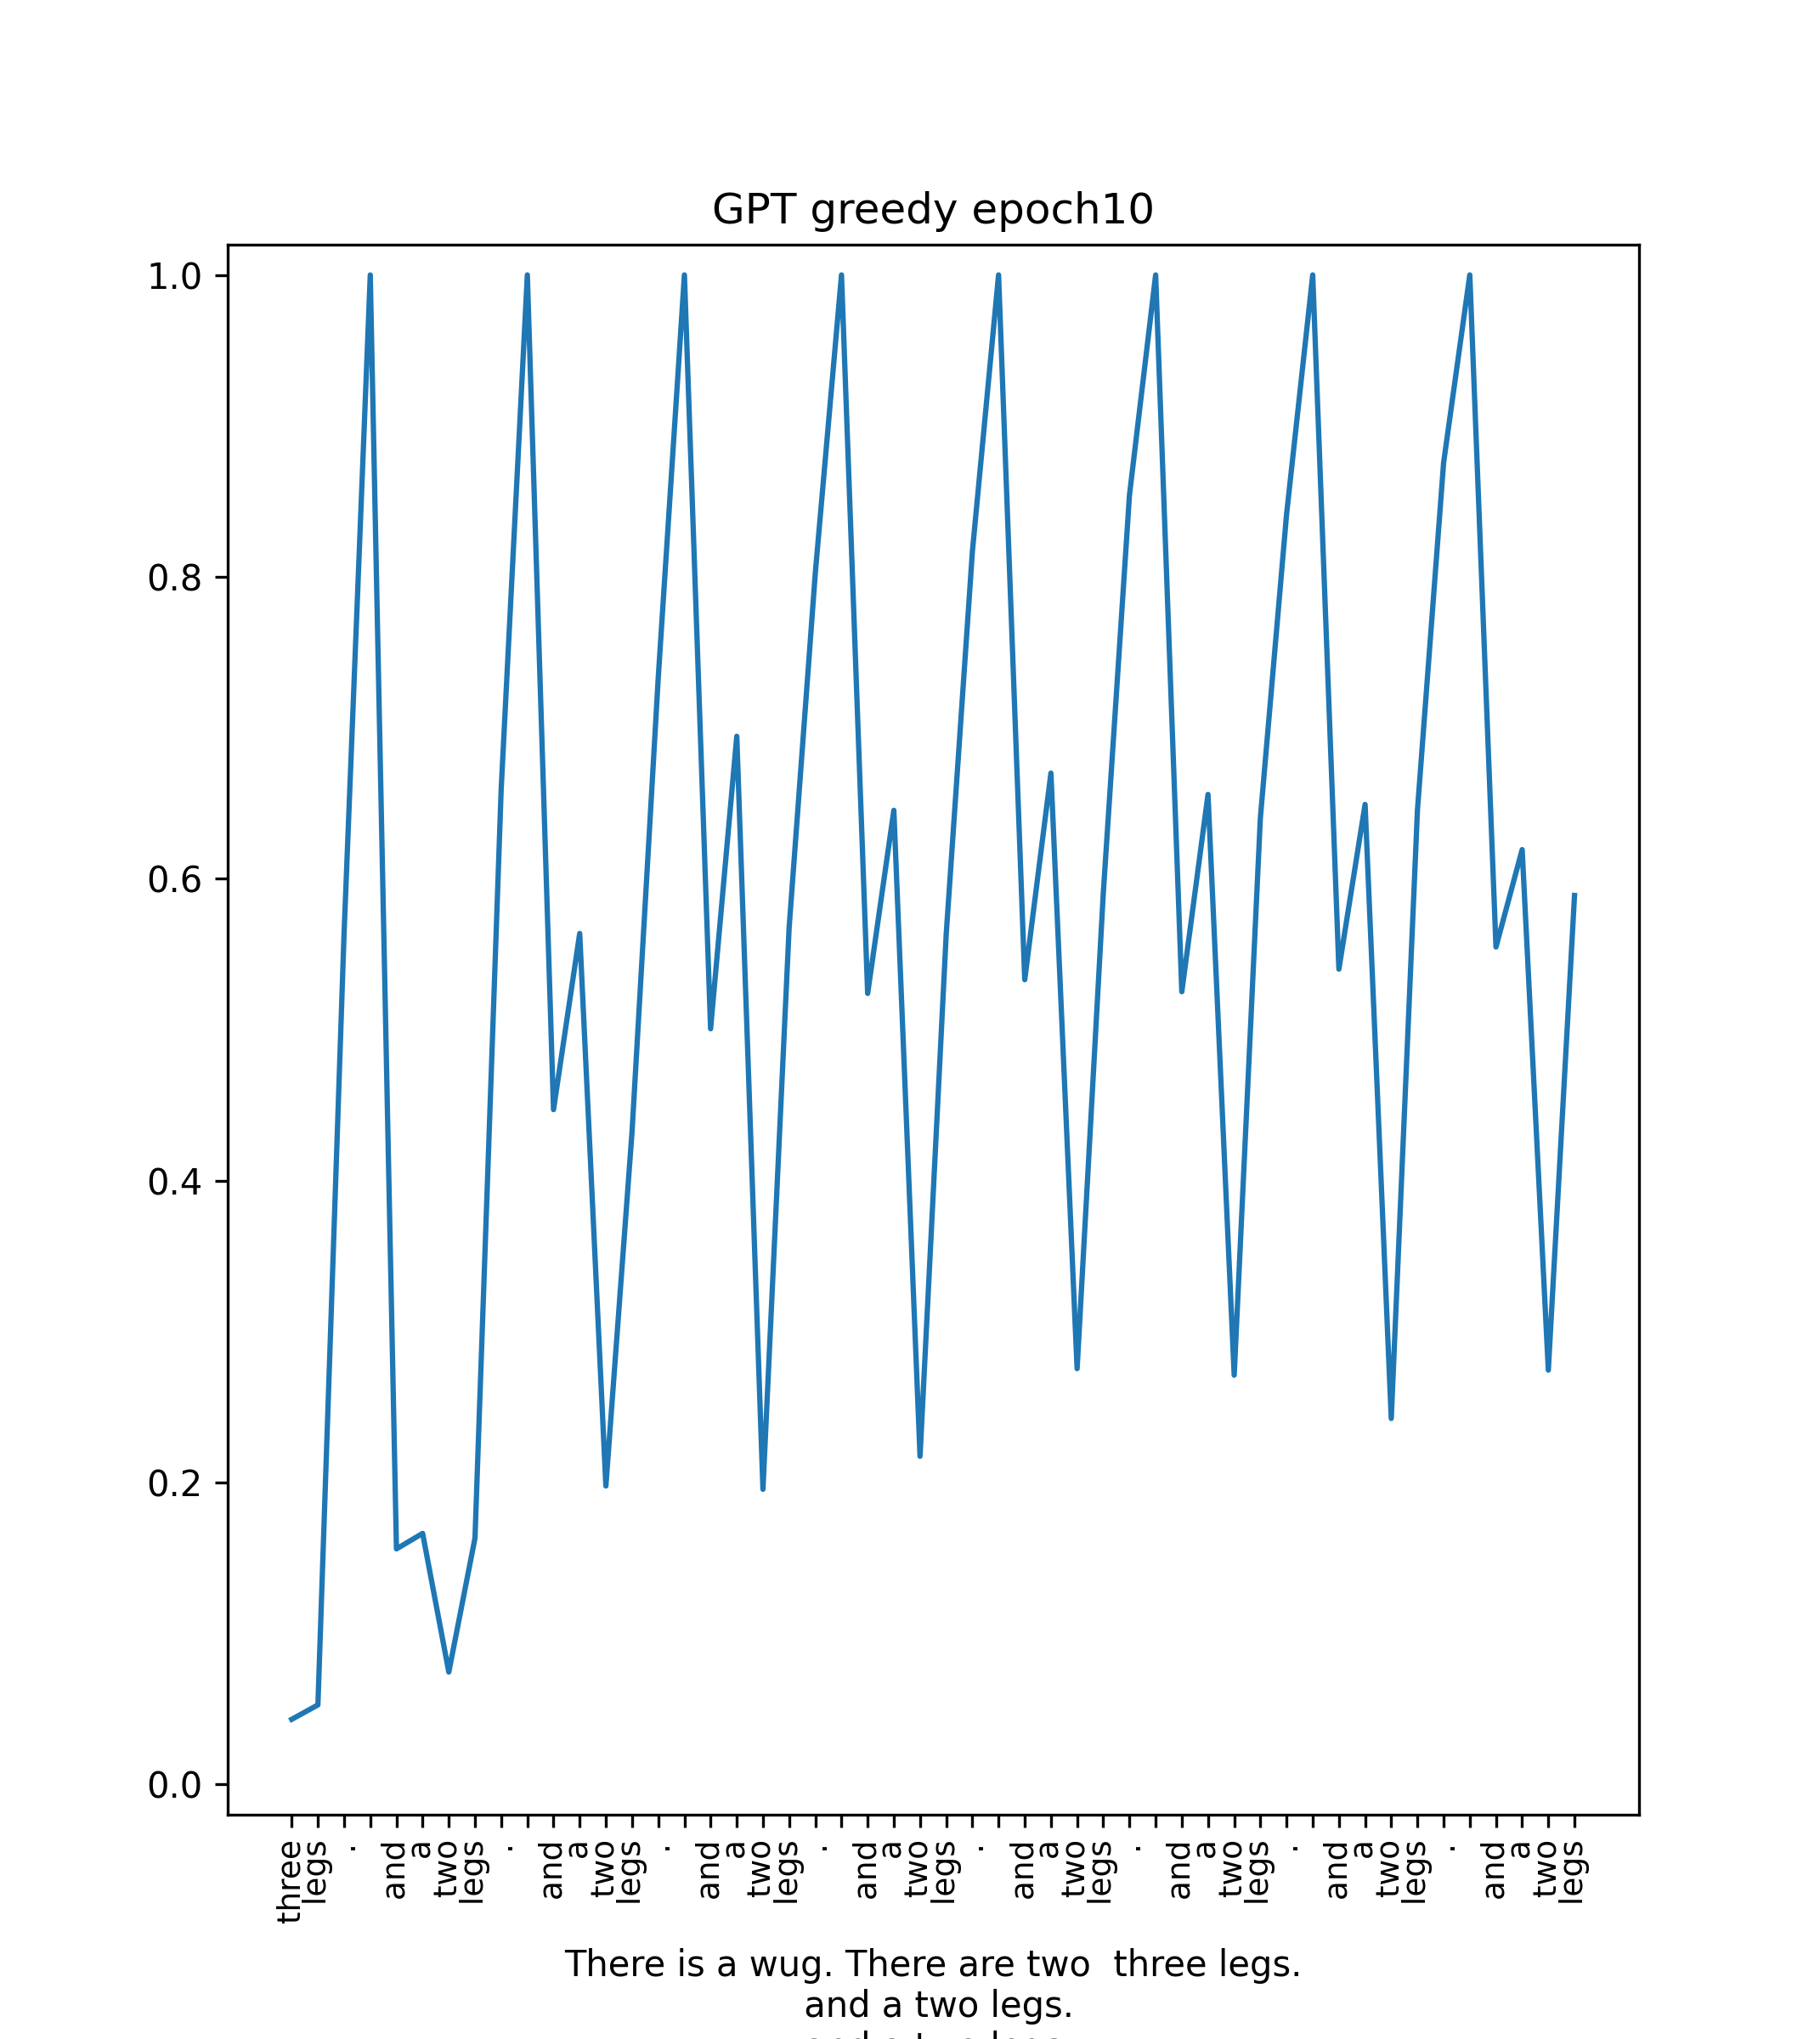 GPT greedy epoch10
1.0
0.8
0.6
0.4
0.2
0.0
three
legs
.
and
a
two
legs
.
and
a
two
legs
.
and
a
two
legs
.
and
a
two
legs
.
and
a
two
legs
.
and
a
two
legs
.
and
a
two
legs
.
and
a
two
legs
There is a wug. There are two  three legs.
and a two legs.